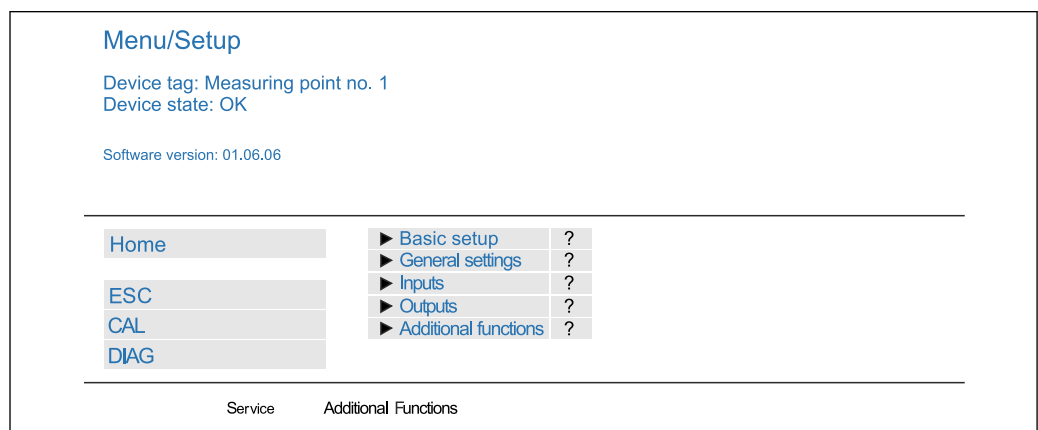 Menu/Setup
Device tag: Measuring point no. 1
Device state: OK
Software version: 01.06.06
Home
ESC
CAL
DIAG
► Basic setup ?
► General settings ?
► Inputs ?
► Outputs ?
► Additional functions ?
Service Additional Functions